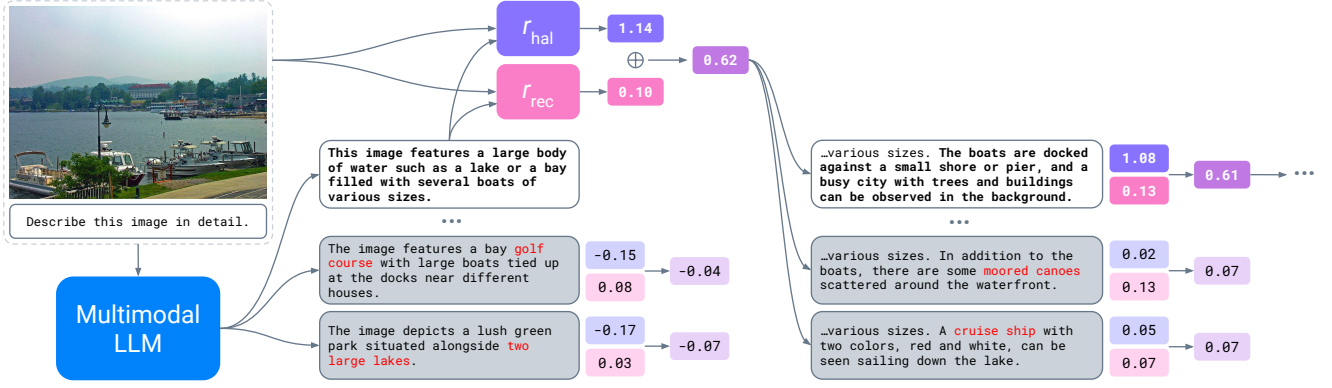 Describe this image in detail.
Multimodal
LLM
r_hal
1.14
r_rec
0.10
⊕
0.62
This image features a large body
of water such as a lake or a bay
filled with several boats of
various sizes.
•••
The image features a bay golf
course with large boats tied up
at the docks near different
houses.
-0.15
0.08
-0.04
The image depicts a lush green
park situated alongside two
large lakes.
-0.17
0.03
-0.07
…various sizes. The boats are docked
against a small shore or pier, and a
busy city with trees and buildings
can be observed in the background.
1.08
0.13
0.61
•••
•••
…various sizes. In addition to the
boats, there are some moored canoes
scattered around the waterfront.
0.02
0.13
0.07
…various sizes. A cruise ship with
two colors, red and white, can be
seen sailing down the lake.
0.05
0.07
0.07